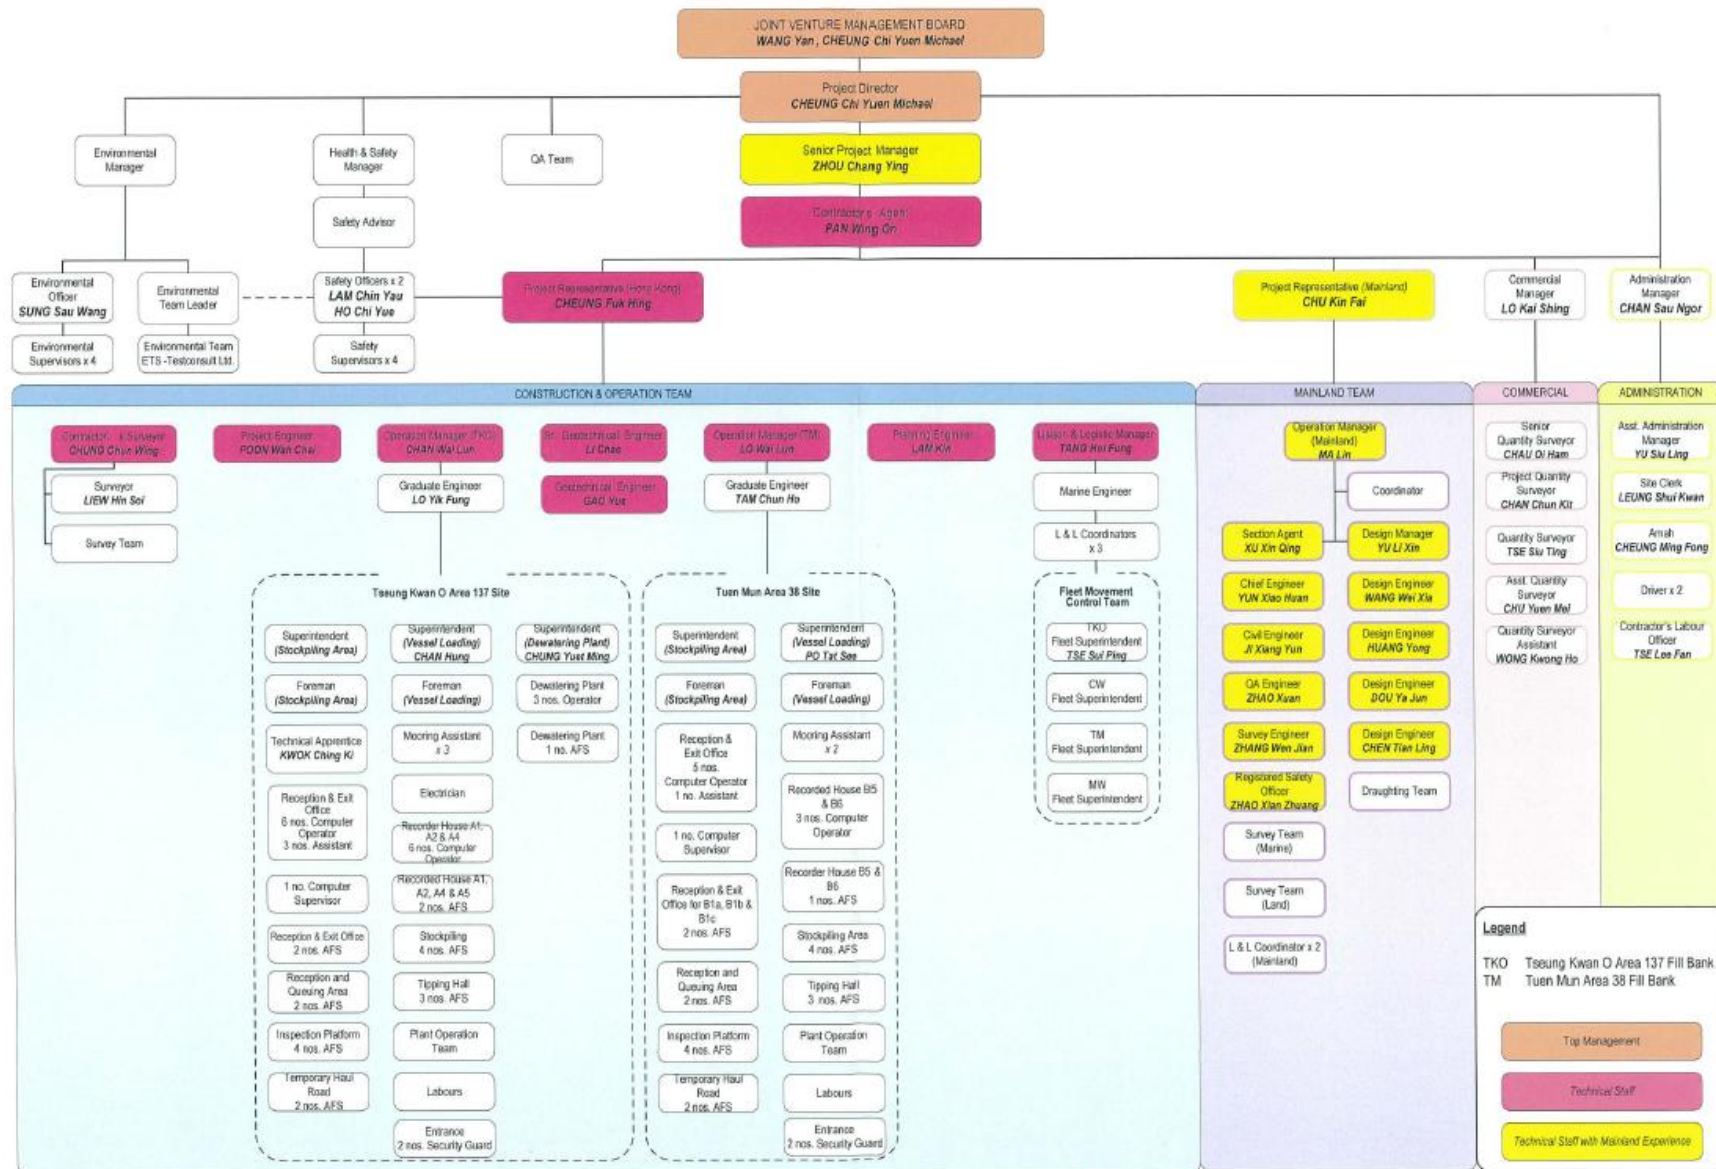 JOINT VENTURE MANAGEMENT BOARD
WANG Yan, CHEUNG Chi Yuen Michael
Project Director
CHEUNG Chi Yuen Michael
Environmental
Manager
Health & Safety
Manager
QA Team
Senior Project Manager
ZHOU Chang Ying
Safety Advisor
Contractor's Agent
PAN Wing On
Environmental
Officer
SUNG Sau Wang
Environmental
Team Leader
Safety Officers x 2
LAM Chin Yau
HO Chi Yue
Project Representative (Hong Kong)
CHEUNG Fuk Hing
Project Representative (Mainland)
CHU Kin Fai
Commercial
Manager
LO Kai Shing
Administration
Manager
CHAN Sau Ngor
Environmental
Supervisors x 4
Environmental Team
ETS -Testconsult Ltd.
Safety
Supervisors x 4
CONSTRUCTION & OPERATION TEAM
Surveyor
CHUNG Chun Wing
Surveyor
LIEW Hin Soi
Survey Team
Project Engineer
POON Wan Chai
Operation Manager (TKO)
CHAN Wai Lun
Graduate Engineer
LO Yik Fung
Sr. Geotechnical Engineer
LI Chao
Geotechnical Engineer
GAO Yue
Operation Manager (TM)
LO Wai Lun
Graduate Engineer
TAM Chun Ho
Planning Engineer
LAM Kin
Liaison & Logistic Manager
TANG Hoi Fung
Marine Engineer
L & L Coordinators
x 3
Tseung Kwan O Area 137 Site
Superintendent
(Stockpiling Area)
Foreman
(Stockpiling Area)
Technical Apprentice
KWOK Ching Ki
Reception & Exit
Office
6 nos. Computer
Operator
3 nos. Assistant
1 no. Computer
Supervisor
Reception & Exit Office
2 nos. AFS
Reception and
Queuing Area
2 nos. AFS
Inspection Platform
4 nos. AFS
Temporary Haul
Road
2 nos. AFS
Superintendent
(Vessel Loading)
CHAN Hung
Foreman
(Vessel Loading)
Mooring Assistant
x 3
Electrician
Recorder House A1,
A2 & A4
6 nos. Computer
Operator
Recorded House A1,
A2, A4 & A5
2 nos. AFS
Stockpiling
4 nos. AFS
Tipping Hall
3 nos. AFS
Plant Operation
Team
Labours
Entrance
2 nos. Security Guard
Superintendent
(Dewatering Plant)
CHUNG Yuet Ming
Dewatering Plant
3 nos. Operator
Dewatering Plant
1 no. AFS
Tuen Mun Area 38 Site
Superintendent
(Stockpiling Area)
Foreman
(Stockpiling Area)
Reception &
Exit Office
5 nos.
Computer Operator
1 no. Assistant
1 no. Computer
Supervisor
Reception & Exit
Office for B1a, B1b &
B1c
2 nos. AFS
Reception and
Queuing Area
2 nos. AFS
Inspection Platform
4 nos. AFS
Temporary Haul
Road
2 nos. AFS
Superintendent
(Vessel Loading)
PO Tat See
Foreman
(Vessel Loading)
Mooring Assistant
x 2
Recorded House B5
& B6
3 nos. Computer
Operator
Recorder House B5 &
B6
1 nos. AFS
Stockpiling Area
4 nos. AFS
Tipping Hall
3 nos. AFS
Plant Operation
Team
Labours
Entrance
2 nos. Security Guard
Fleet Movement
Control Team
TKO
Fleet Superintendent
TSE Sui Ping
CW
Fleet Superintendent
TM
Fleet Superintendent
MW
Fleet Superintendent
MAINLAND TEAM
Operation Manager
(Mainland)
MA Lin
Coordinator
Section Agent
XU Xin Qing
Chief Engineer
YUN Xiao Huan
Civil Engineer
JI Xiang Yun
QA Engineer
ZHAO Xuan
Survey Engineer
ZHANG Wen Jian
Registered Safety
Officer
ZHAO Xian Zhuang
Survey Team
(Marine)
Survey Team
(Land)
L & L Coordinator x 2
(Mainland)
Design Manager
YU Li Xin
Design Engineer
WANG Wei Xia
Design Engineer
HUANG Yong
Design Engineer
DOU Ya Jun
Design Engineer
CHEN Tian Ling
Draughting Team
COMMERCIAL
Senior
Quantity Surveyor
CHAU Oi Ham
Project Quantity
Surveyor
CHAN Chun Kit
Quantity Surveyor
TSE Siu Ting
Asst. Quantity
Surveyor
CHU Yuen Mei
Quantity Surveyor
Assistant
WONG Kwong Ho
ADMINISTRATION
Asst. Administration
Manager
YU Siu Ling
Site Clerk
LEUNG Shui Kwan
Amah
CHEUNG Ming Fong
Driver x 2
Contractor's Labour
Officer
TSE Lee Fan
Legend
TKO Tseung Kwan O Area 137 Fill Bank
TM Tuen Mun Area 38 Fill Bank
Top Management
Technical Staff
Technical Staff with Mainland Experience